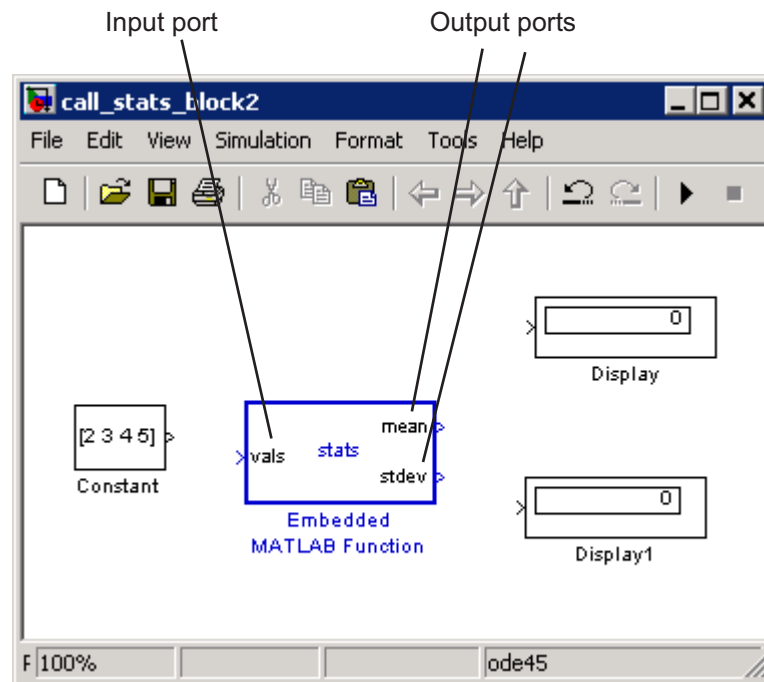 Input port Output ports
call_stats_block2
File Edit View Simulation Format Tools Help
0
Display
[2 3 4 5]
Constant
vals stats mean
stdev
Embedded
MATLAB Function
0
Display1
F 100% ode45